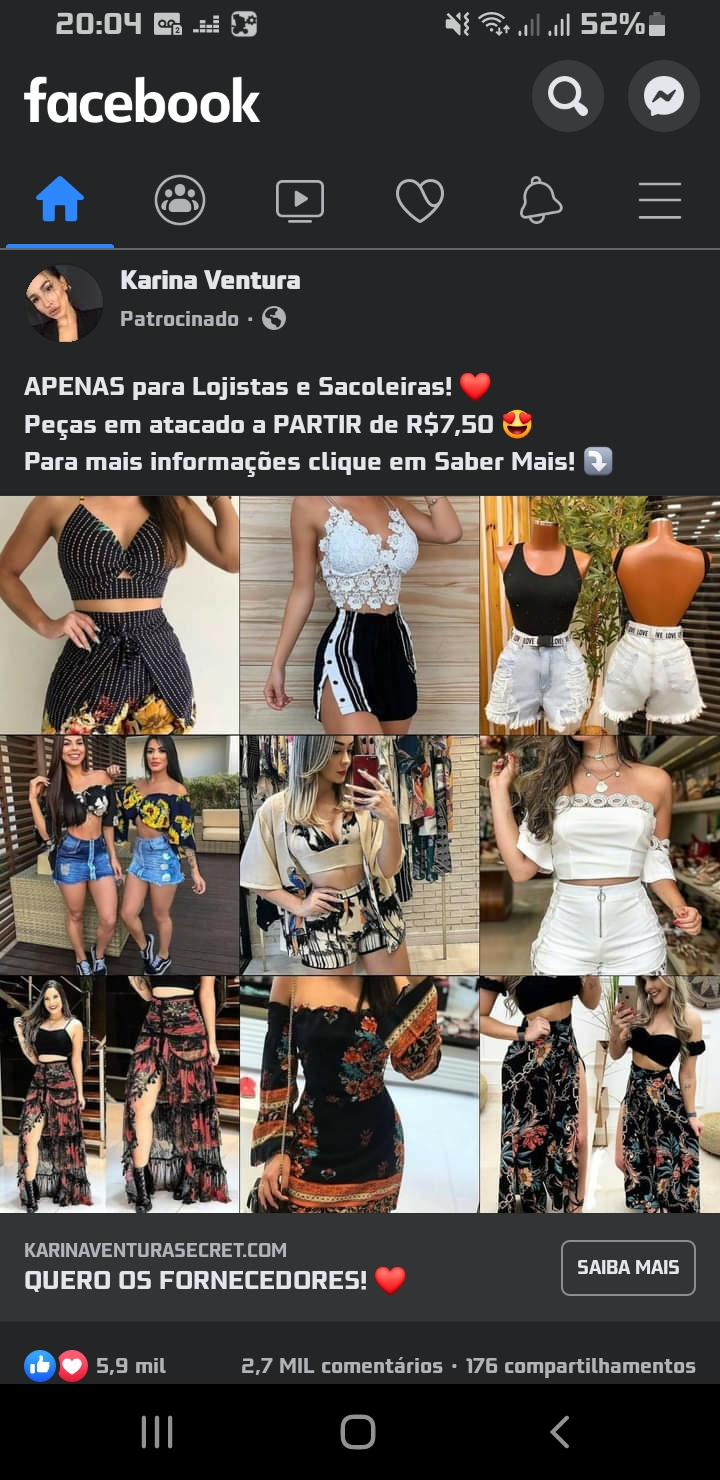 20:04
52%
facebook
Karina Ventura
Patrocinado ·
APENAS para Lojistas e Sacoleiras! ❤️
Peças em atacado a PARTIR de R$7,50 😍
Para mais informações clique em Saber Mais! ⤵️
LOVE
LOVE
KARINAVENTURASECRET.COM
QUERO OS FORNECEDORES! ❤️
SAIBA MAIS
5,9 mil
2,7 MIL comentários · 176 compartilhamentos